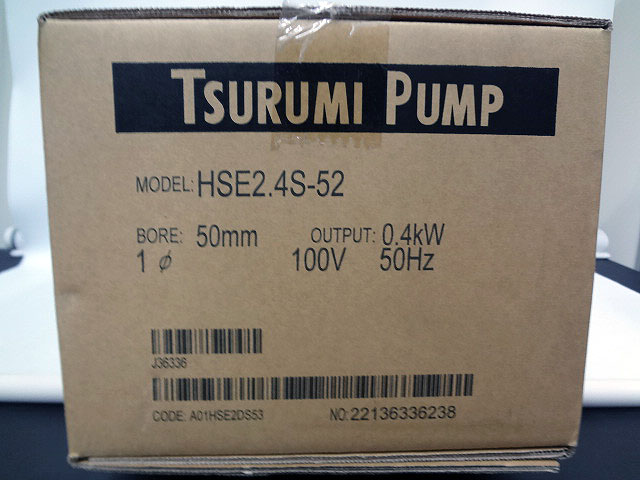 TSURUMI PUMP
MODEL: HSE2.4S-52
BORE: 50mm OUTPUT: 0.4kW
1 ϕ 100V 50Hz
J36336
CODE: A01HSE2DS53 NO: 22136336238